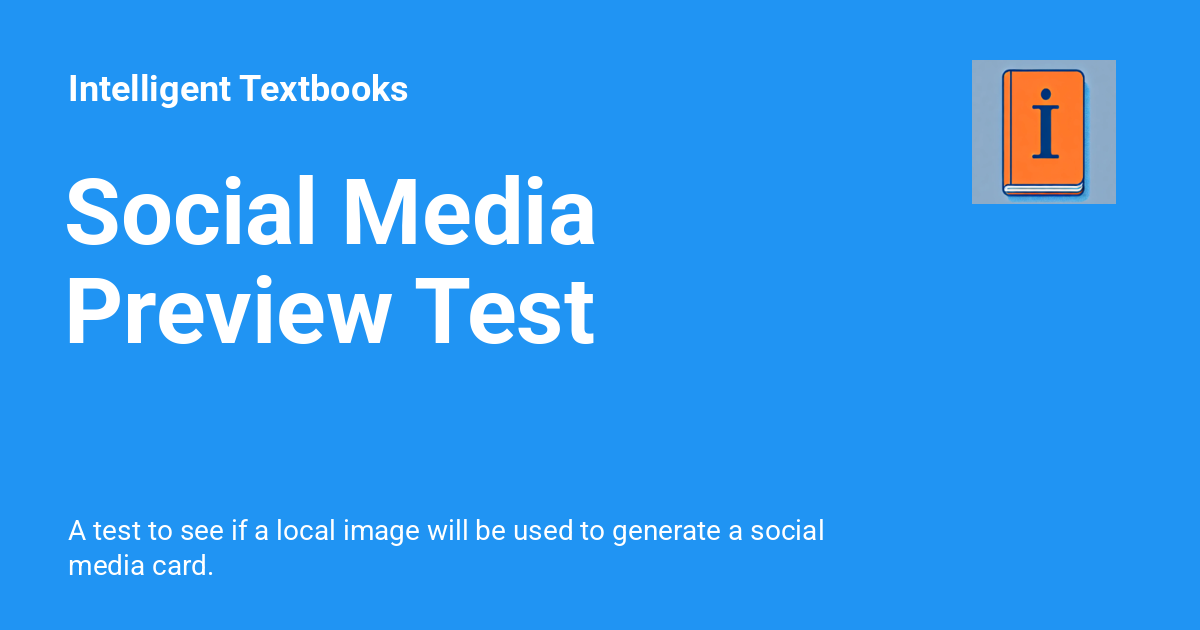 Intelligent Textbooks
i
Social Media
Preview Test
A test to see if a local image will be used to generate a social
media card.